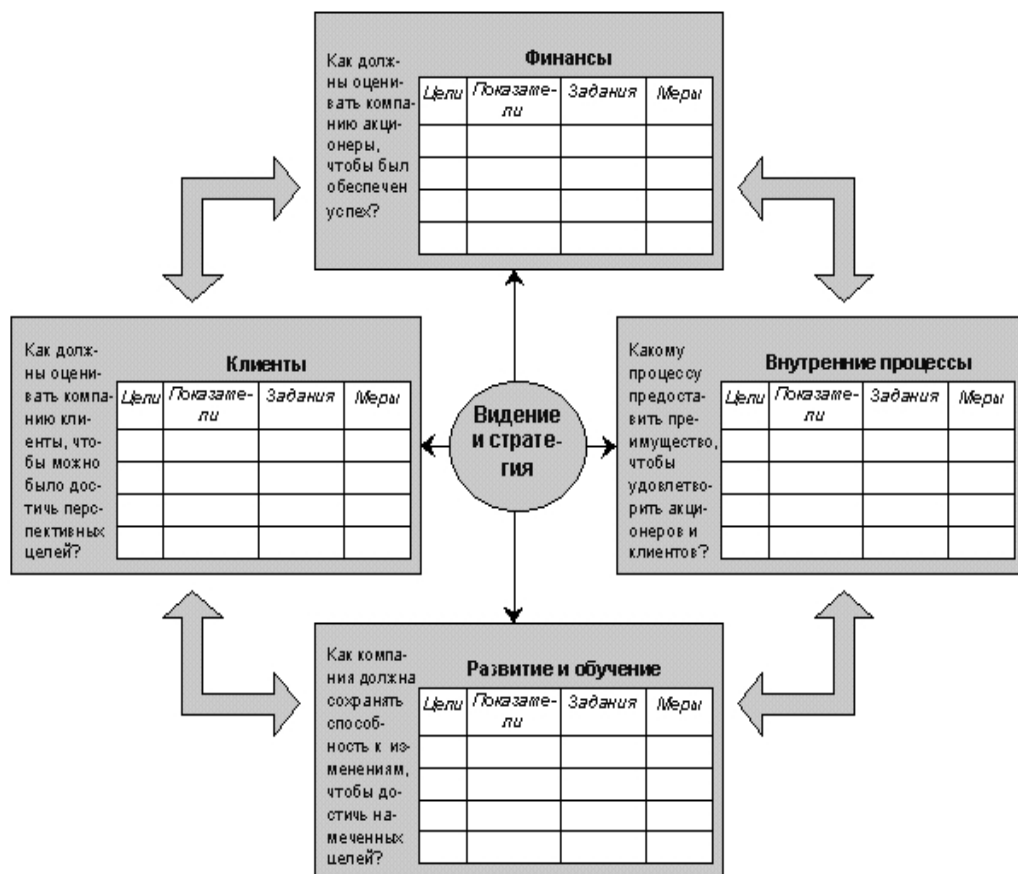 Финансы
Как долж-
ны оцени-
вать компа-
нию акци-
онеры,
чтобы был
обеспечен
успех?
Цели Показате- Задания Меры
ли
Клиенты
Как долж-
ны оцени-
вать компа-
нию кли-
енты, что-
бы можно
было дос-
тичь перс-
пективных
целей?
Цели Показате- Задания Меры
ли
Видение
и страте-
гия
Внутренние процессы
Какому
процессу
предоста-
вить пре-
имущество,
чтобы
удовлетво-
рить акци-
онеров и
клиентов?
Цели Показате- Задания Меры
ли
Развитие и обучение
Как компа-
ния должна
сохранять
способ-
ность к из-
менениям,
чтобы до-
стичь на-
меченных
целей?
Цели Показате- Задания Меры
ли